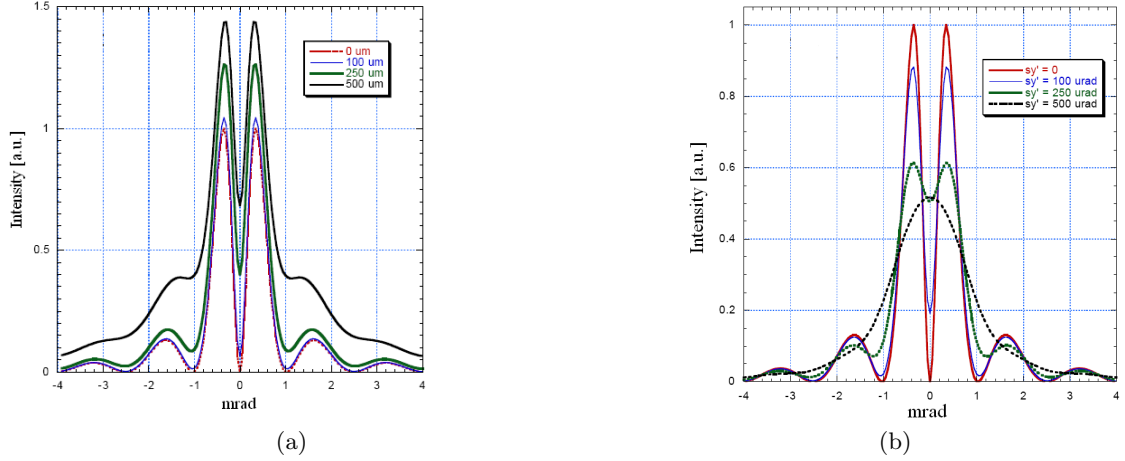 1.5
(a)
0 um
100 um
250 um
500 um
1
Intensity [a.u.]
0.5
0
-4 -3 -2 -1 0 1 2 3 4
mrad
(a)
1
(b)
sy' = 0
sy' = 100 urad
sy' = 250 urad
sy' = 500 urad
0.8
0.6
Intensity [a.u.]
0.4
0.2
0
-4 -3 -2 -1 0 1 2 3 4
mrad
(b)